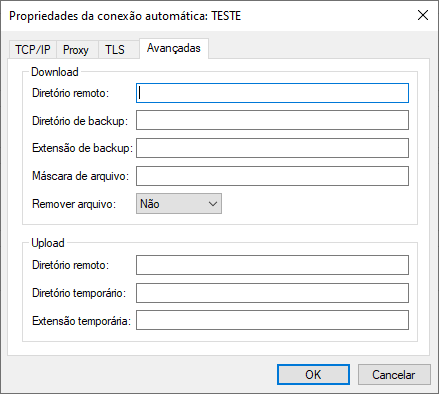 Propriedades da conexão automática: TESTE
TCP/IP Proxy TLS Avançadas
Download
Diretório remoto:
Diretório de backup:
Extensão de backup:
Máscara de arquivo:
Remover arquivo: Não
Upload
Diretório remoto:
Diretório temporário:
Extensão temporária:
OK Cancelar